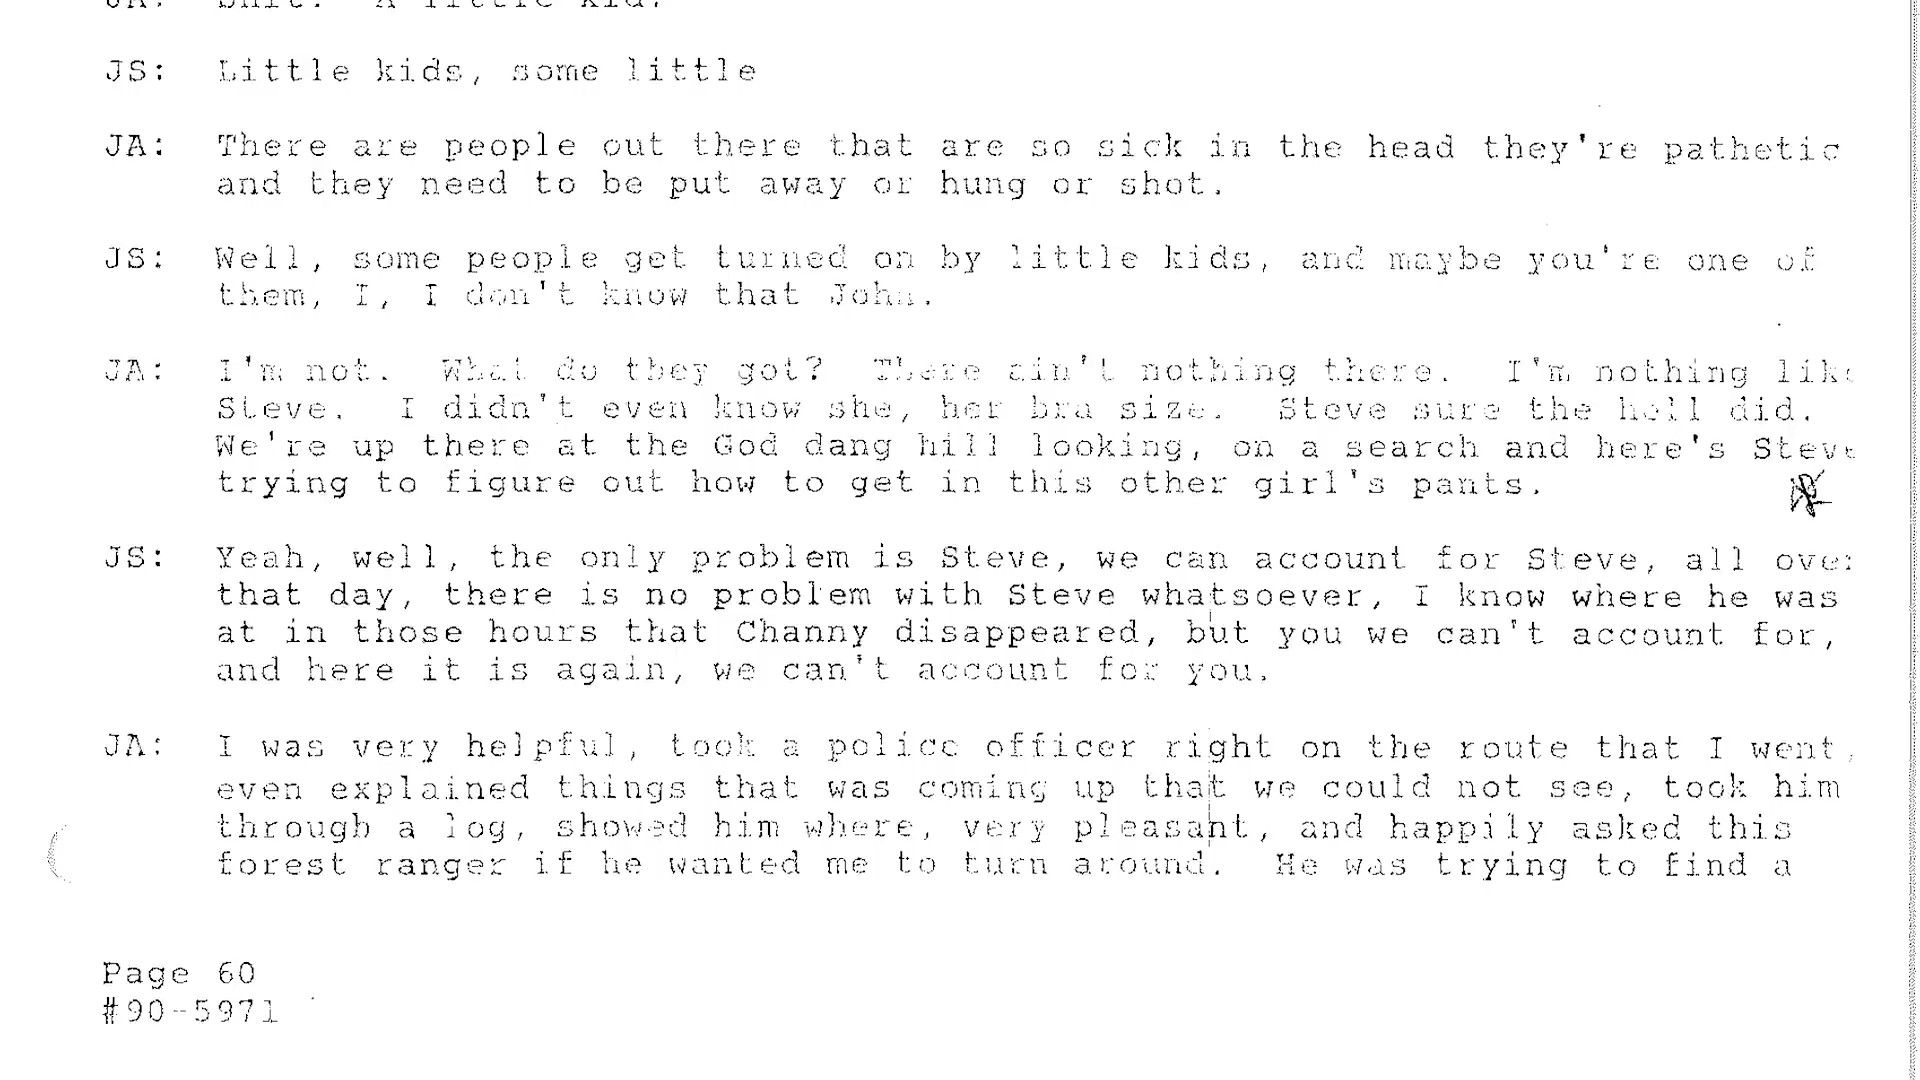 JA: Shit. A little kid.
JS: Little kids, some little
JA: There are people out there that are so sick in the head they're pathetic
and they need to be put away or hung or shot.
JS: Well, some people get turned on by little kids, and maybe you're one of
them, I, I don't know that John.
JA: I'm not. What do they got? There ain't nothing there. I'm nothing like
Steve. I didn't even know she, her bra size. Steve sure the hell did.
We're up there at the God dang hill looking, on a search and here's Steve
trying to figure out how to get in this other girl's pants.
JS: Yeah, well, the only problem is Steve, we can account for Steve, all over
that day, there is no problem with Steve whatsoever, I know where he was
at in those hours that Channy disappeared, but you we can't account for,
and here it is again, we can't account for you.
JA: I was very helpful, took a police officer right on the route that I went,
even explained things that was coming up that we could not see, took him
through a log, showed him where, very pleasant, and happily asked this
forest ranger if he wanted me to turn around. He was trying to find a
Page 60
#90-5971